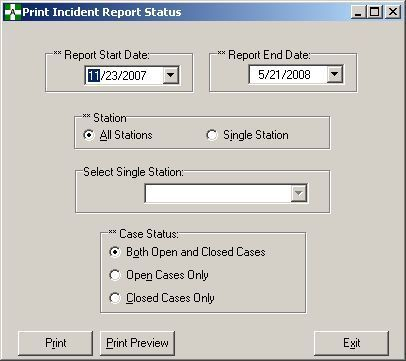 Print Incident Report Status
** Report Start Date:
** Report End Date:
11/23/2007
5/21/2008
** Station
All Stations
Single Station
Select Single Station:
** Case Status:
Both Open and Closed Cases
Open Cases Only
Closed Cases Only
Print
Print Preview
Exit